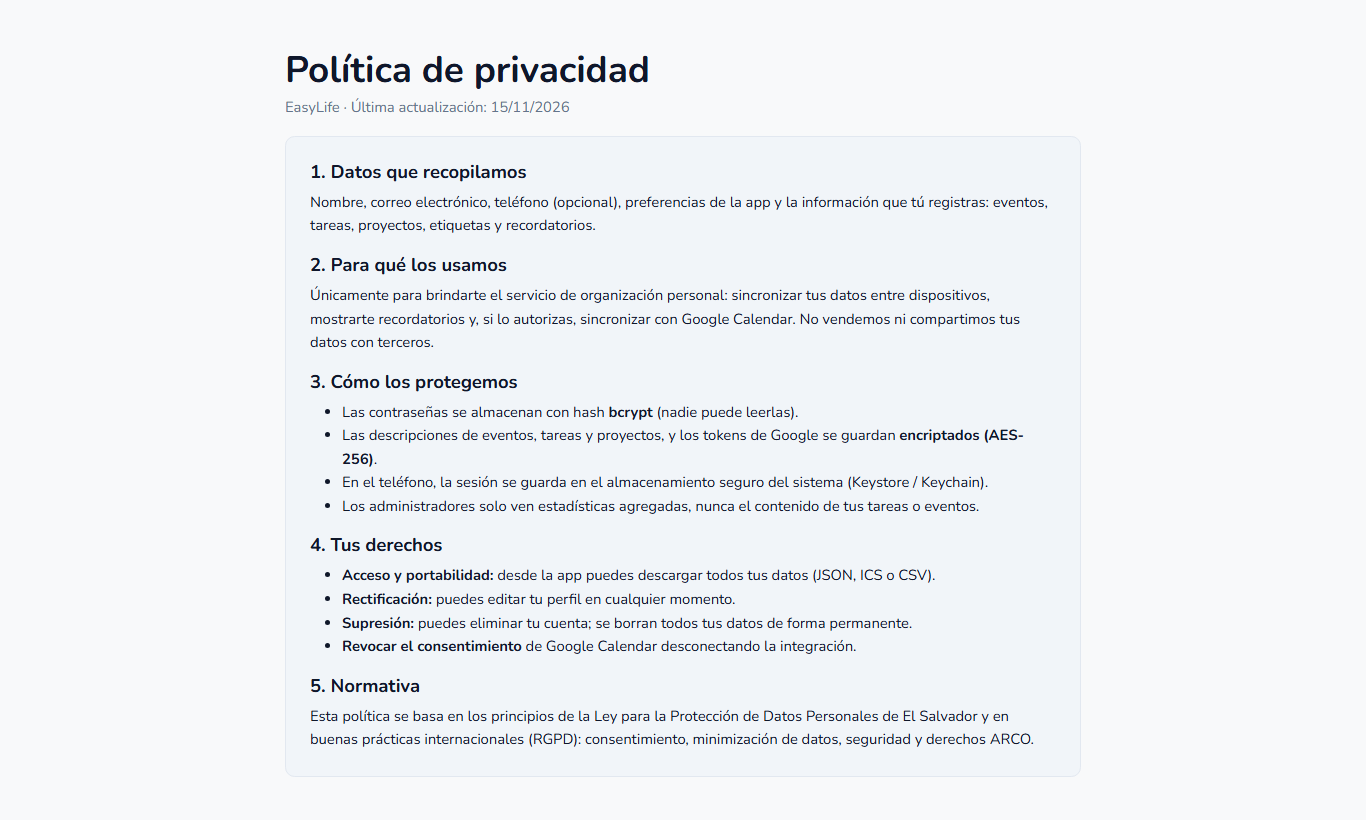 Política de privacidad
EasyLife · Última actualización: 15/11/2026
1. Datos que recopilamos
Nombre, correo electrónico, teléfono (opcional), preferencias de la app y la información que tú registras: eventos,
tareas, proyectos, etiquetas y recordatorios.
2. Para qué los usamos
Únicamente para brindarte el servicio de organización personal: sincronizar tus datos entre dispositivos,
mostrarte recordatorios y, si lo autorizas, sincronizar con Google Calendar. No vendemos ni compartimos tus
datos con terceros.
3. Cómo los protegemos
• Las contraseñas se almacenan con hash bcrypt (nadie puede leerlas).
• Las descripciones de eventos, tareas y proyectos, y los tokens de Google se guardan encriptados (AES-
256).
• En el teléfono, la sesión se guarda en el almacenamiento seguro del sistema (Keystore / Keychain).
• Los administradores solo ven estadísticas agregadas, nunca el contenido de tus tareas o eventos.
4. Tus derechos
• Acceso y portabilidad: desde la app puedes descargar todos tus datos (JSON, ICS o CSV).
• Rectificación: puedes editar tu perfil en cualquier momento.
• Supresión: puedes eliminar tu cuenta; se borran todos tus datos de forma permanente.
• Revocar el consentimiento de Google Calendar desconectando la integración.
5. Normativa
Esta política se basa en los principios de la Ley para la Protección de Datos Personales de El Salvador y en
buenas prácticas internacionales (RGPD): consentimiento, minimización de datos, seguridad y derechos ARCO.